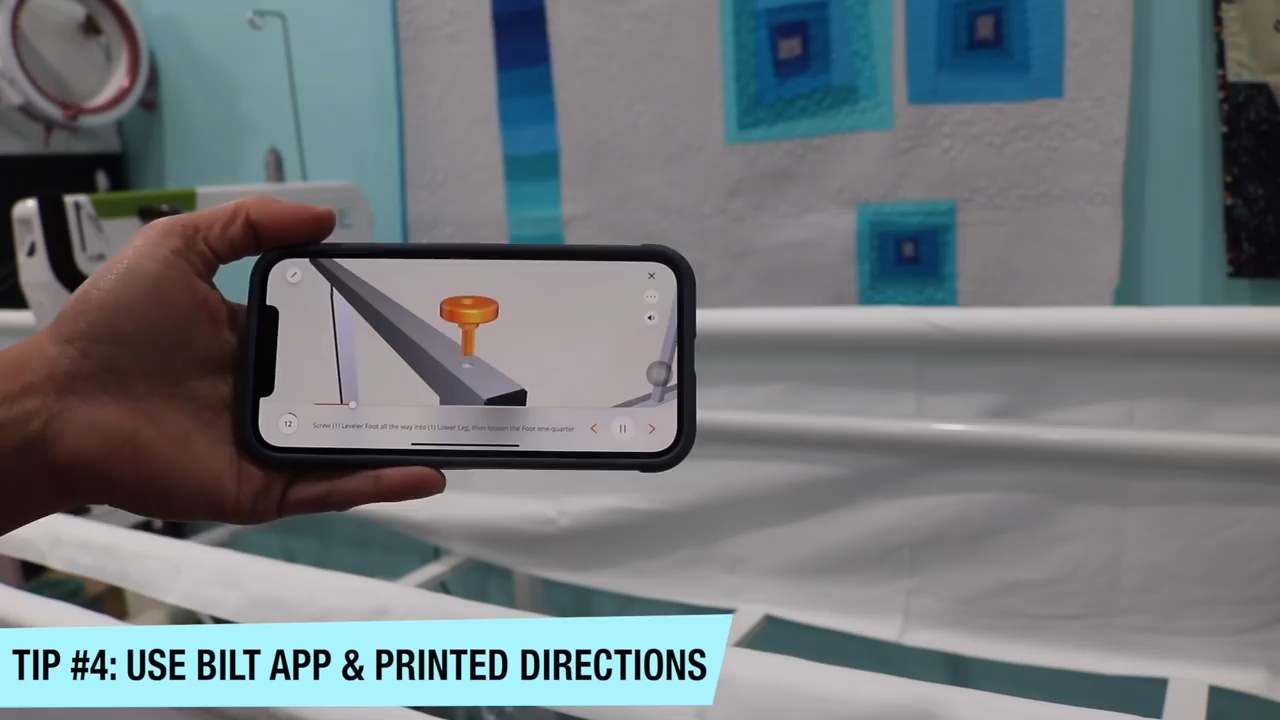 12
Screw (1) Leveler Foot all the way into (1) Lower Leg, then loosen the Foot one-quarter
TIP #4: USE BILT APP & PRINTED DIRECTIONS